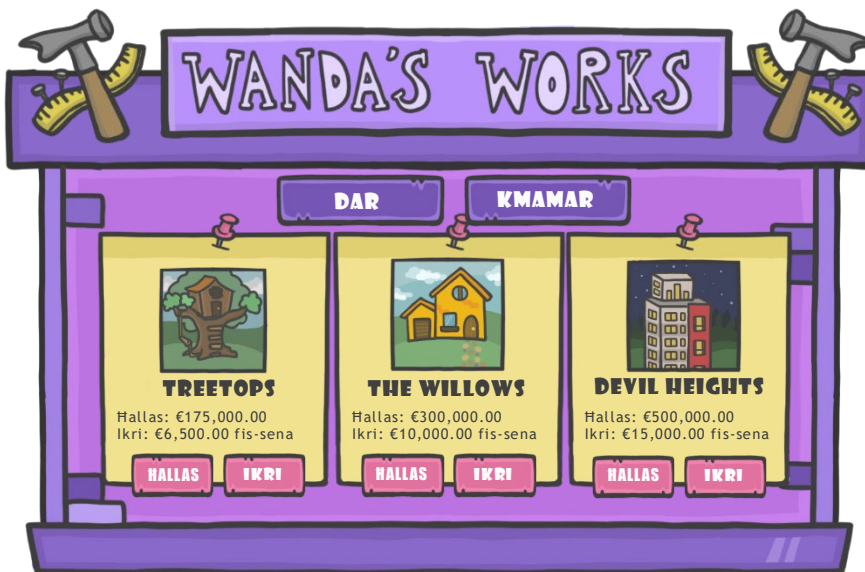 WANDA'S WORKS
DAR
KMAMAR
TREETOPS
Ħallas: €175,000.00
Ikri: €6,500.00 fis-sena
HALLAS
IKRI
THE WILLOWS
Ħallas: €300,000.00
Ikri: €10,000.00 fis-sena
HALLAS
IKRI
DEVIL HEIGHTS
Ħallas: €500,000.00
Ikri: €15,000.00 fis-sena
HALLAS
IKRI